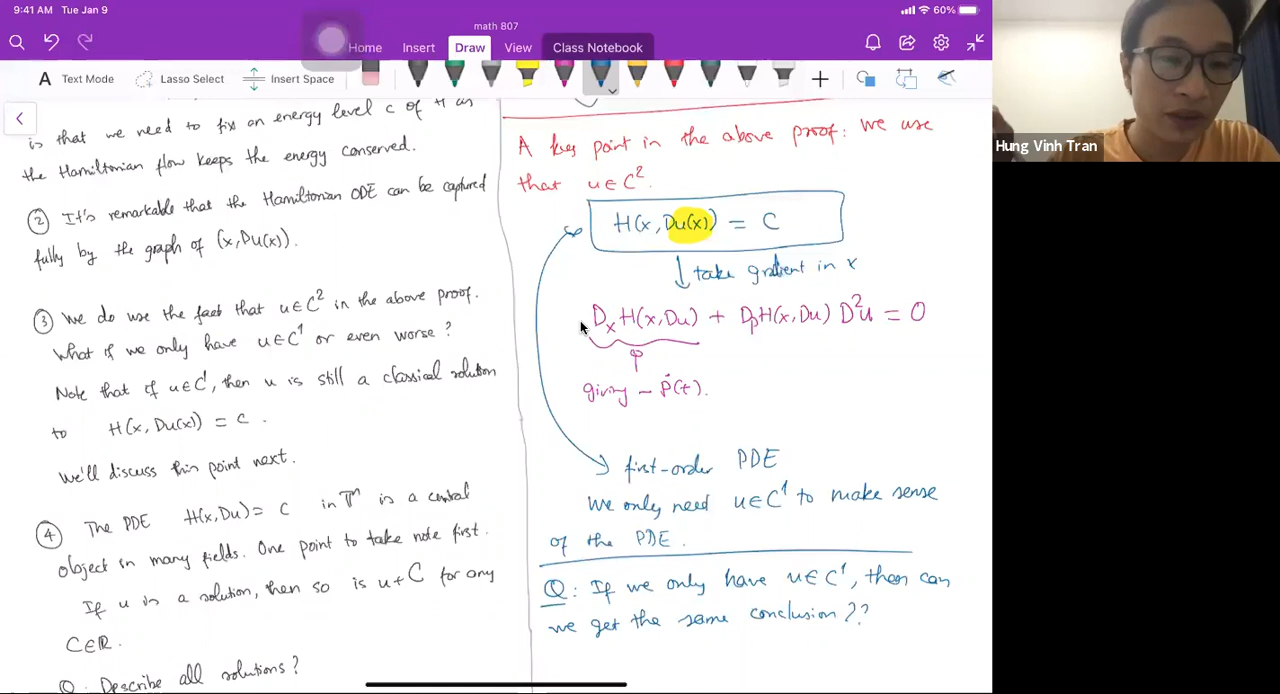 9:41 AM Tue Jan 9
60%
math 807
Home Insert Draw View Class Notebook
A Text Mode Lasso Select Insert Space
is that we need to fix an energy level c of H as
the Hamiltonian flow keeps the energy conserved.
② It's remarkable that the Hamiltonian ODE can be captured
fully by the graph of (x, Du(x)).
③ We do use the fact that u ∈ C² in the above proof.
What if we only have u ∈ C¹ or even worse?
Note that if u ∈ C¹, then u is still a classical solution
to H(x, Du(x)) = c.
We'll discuss this point next.
④ The PDE H(x, Du) = c in 𝕋ⁿ is a central
object in many fields. One point to take note first.
If u is a solution, then so is u + C for any
C ∈ ℝ.
Q. Describe all solutions?
A key point in the above proof: we use
that u ∈ C².
H(x, Du(x)) = C
↓ take gradient in x
DₓH(x, Du) + DₚH(x, Du) D²u = 0
giving − Ṗ(t).
first-order PDE
We only need u ∈ C¹ to make sense
of the PDE.
Q: If we only have u ∈ C¹, then can
we get the same conclusion??
Hung Vinh Tran